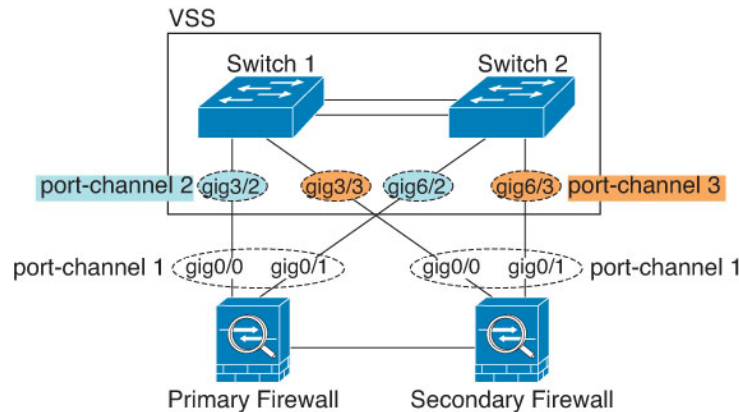 VSS
Switch 1
Switch 2
port-channel 2
gig3/2
gig3/3
gig6/2
gig6/3
port-channel 3
port-channel 1
gig0/0
gig0/1
gig0/0
gig0/1
port-channel 1
Primary Firewall
Secondary Firewall